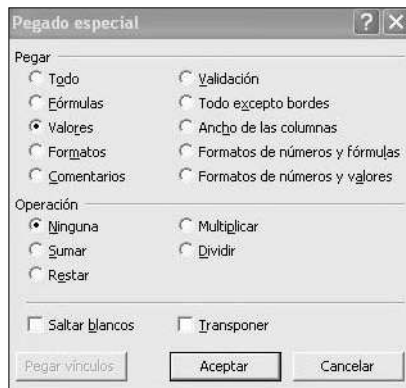 Pegado especial
Pegar
Todo
Validación
Fórmulas
Todo excepto bordes
Valores
Ancho de las columnas
Formatos
Formatos de números y fórmulas
Comentarios
Formatos de números y valores
Operación
Ninguna
Multiplicar
Sumar
Dividir
Restar
Saltar blancos
Transponer
Pegar vínculos
Aceptar
Cancelar